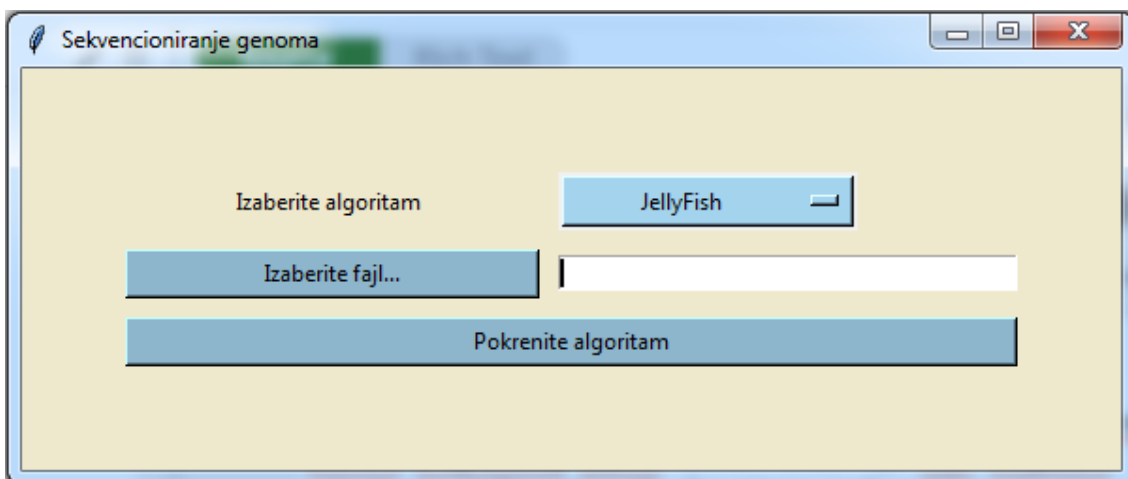 Sekvencioniranje genoma
Izaberite algoritam
JellyFish
Izaberite fajl...
Pokrenite algoritam